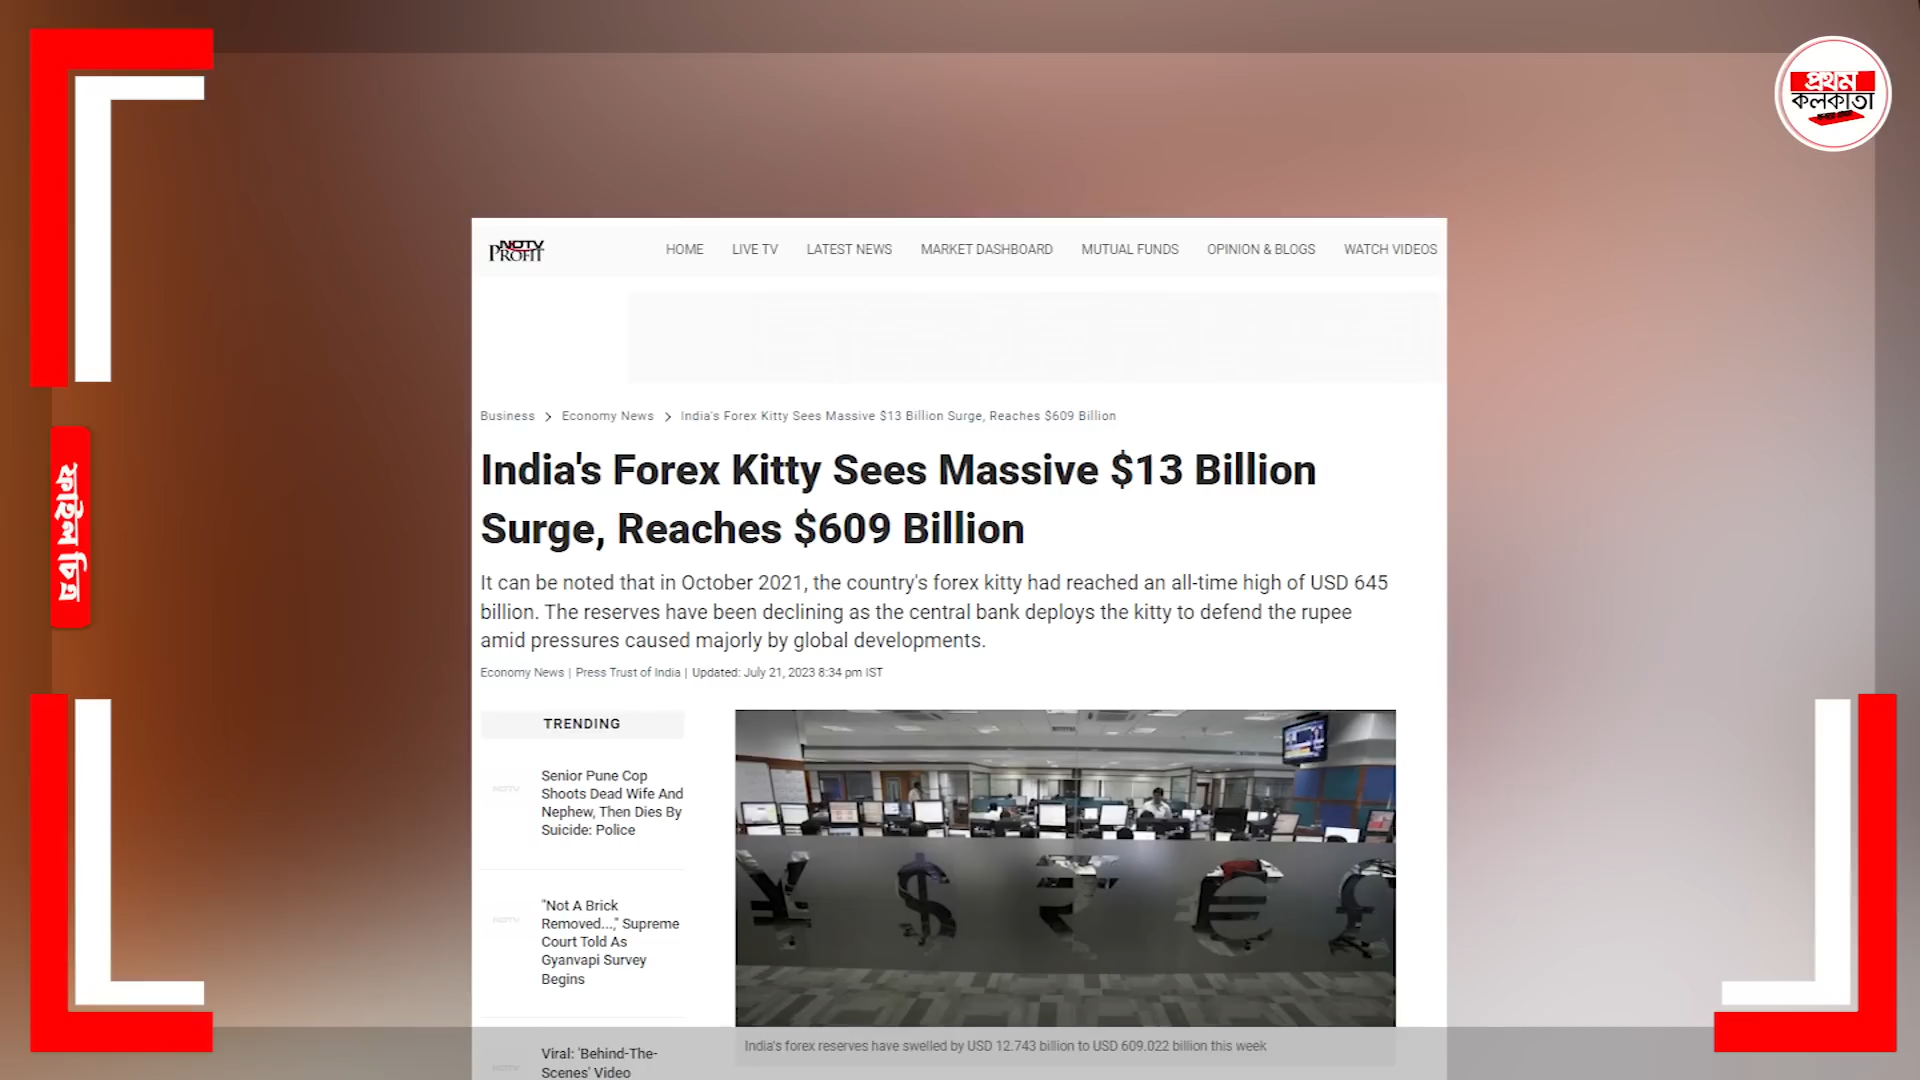 প্রথম
কলকাতা
ফাইল চিত্র
NDTV
PROFIT
HOME LIVE TV LATEST NEWS MARKET DASHBOARD MUTUAL FUNDS OPINION & BLOGS WATCH VIDEOS
Business > Economy News > India's Forex Kitty Sees Massive $13 Billion Surge, Reaches $609 Billion
India's Forex Kitty Sees Massive $13 Billion
Surge, Reaches $609 Billion
It can be noted that in October 2021, the country's forex kitty had reached an all-time high of USD 645
billion. The reserves have been declining as the central bank deploys the kitty to defend the rupee
amid pressures caused majorly by global developments.
Economy News | Press Trust of India | Updated: July 21, 2023 8:34 pm IST
TRENDING
NDTV
Senior Pune Cop
Shoots Dead Wife And
Nephew, Then Dies By
Suicide: Police
NDTV
"Not A Brick
Removed...," Supreme
Court Told As
Gyanvapi Survey
Begins
NDTV
Viral: 'Behind-The-
Scenes' Video
¥ $ ₹ € £
India's forex reserves have swelled by USD 12.743 billion to USD 609.022 billion this week